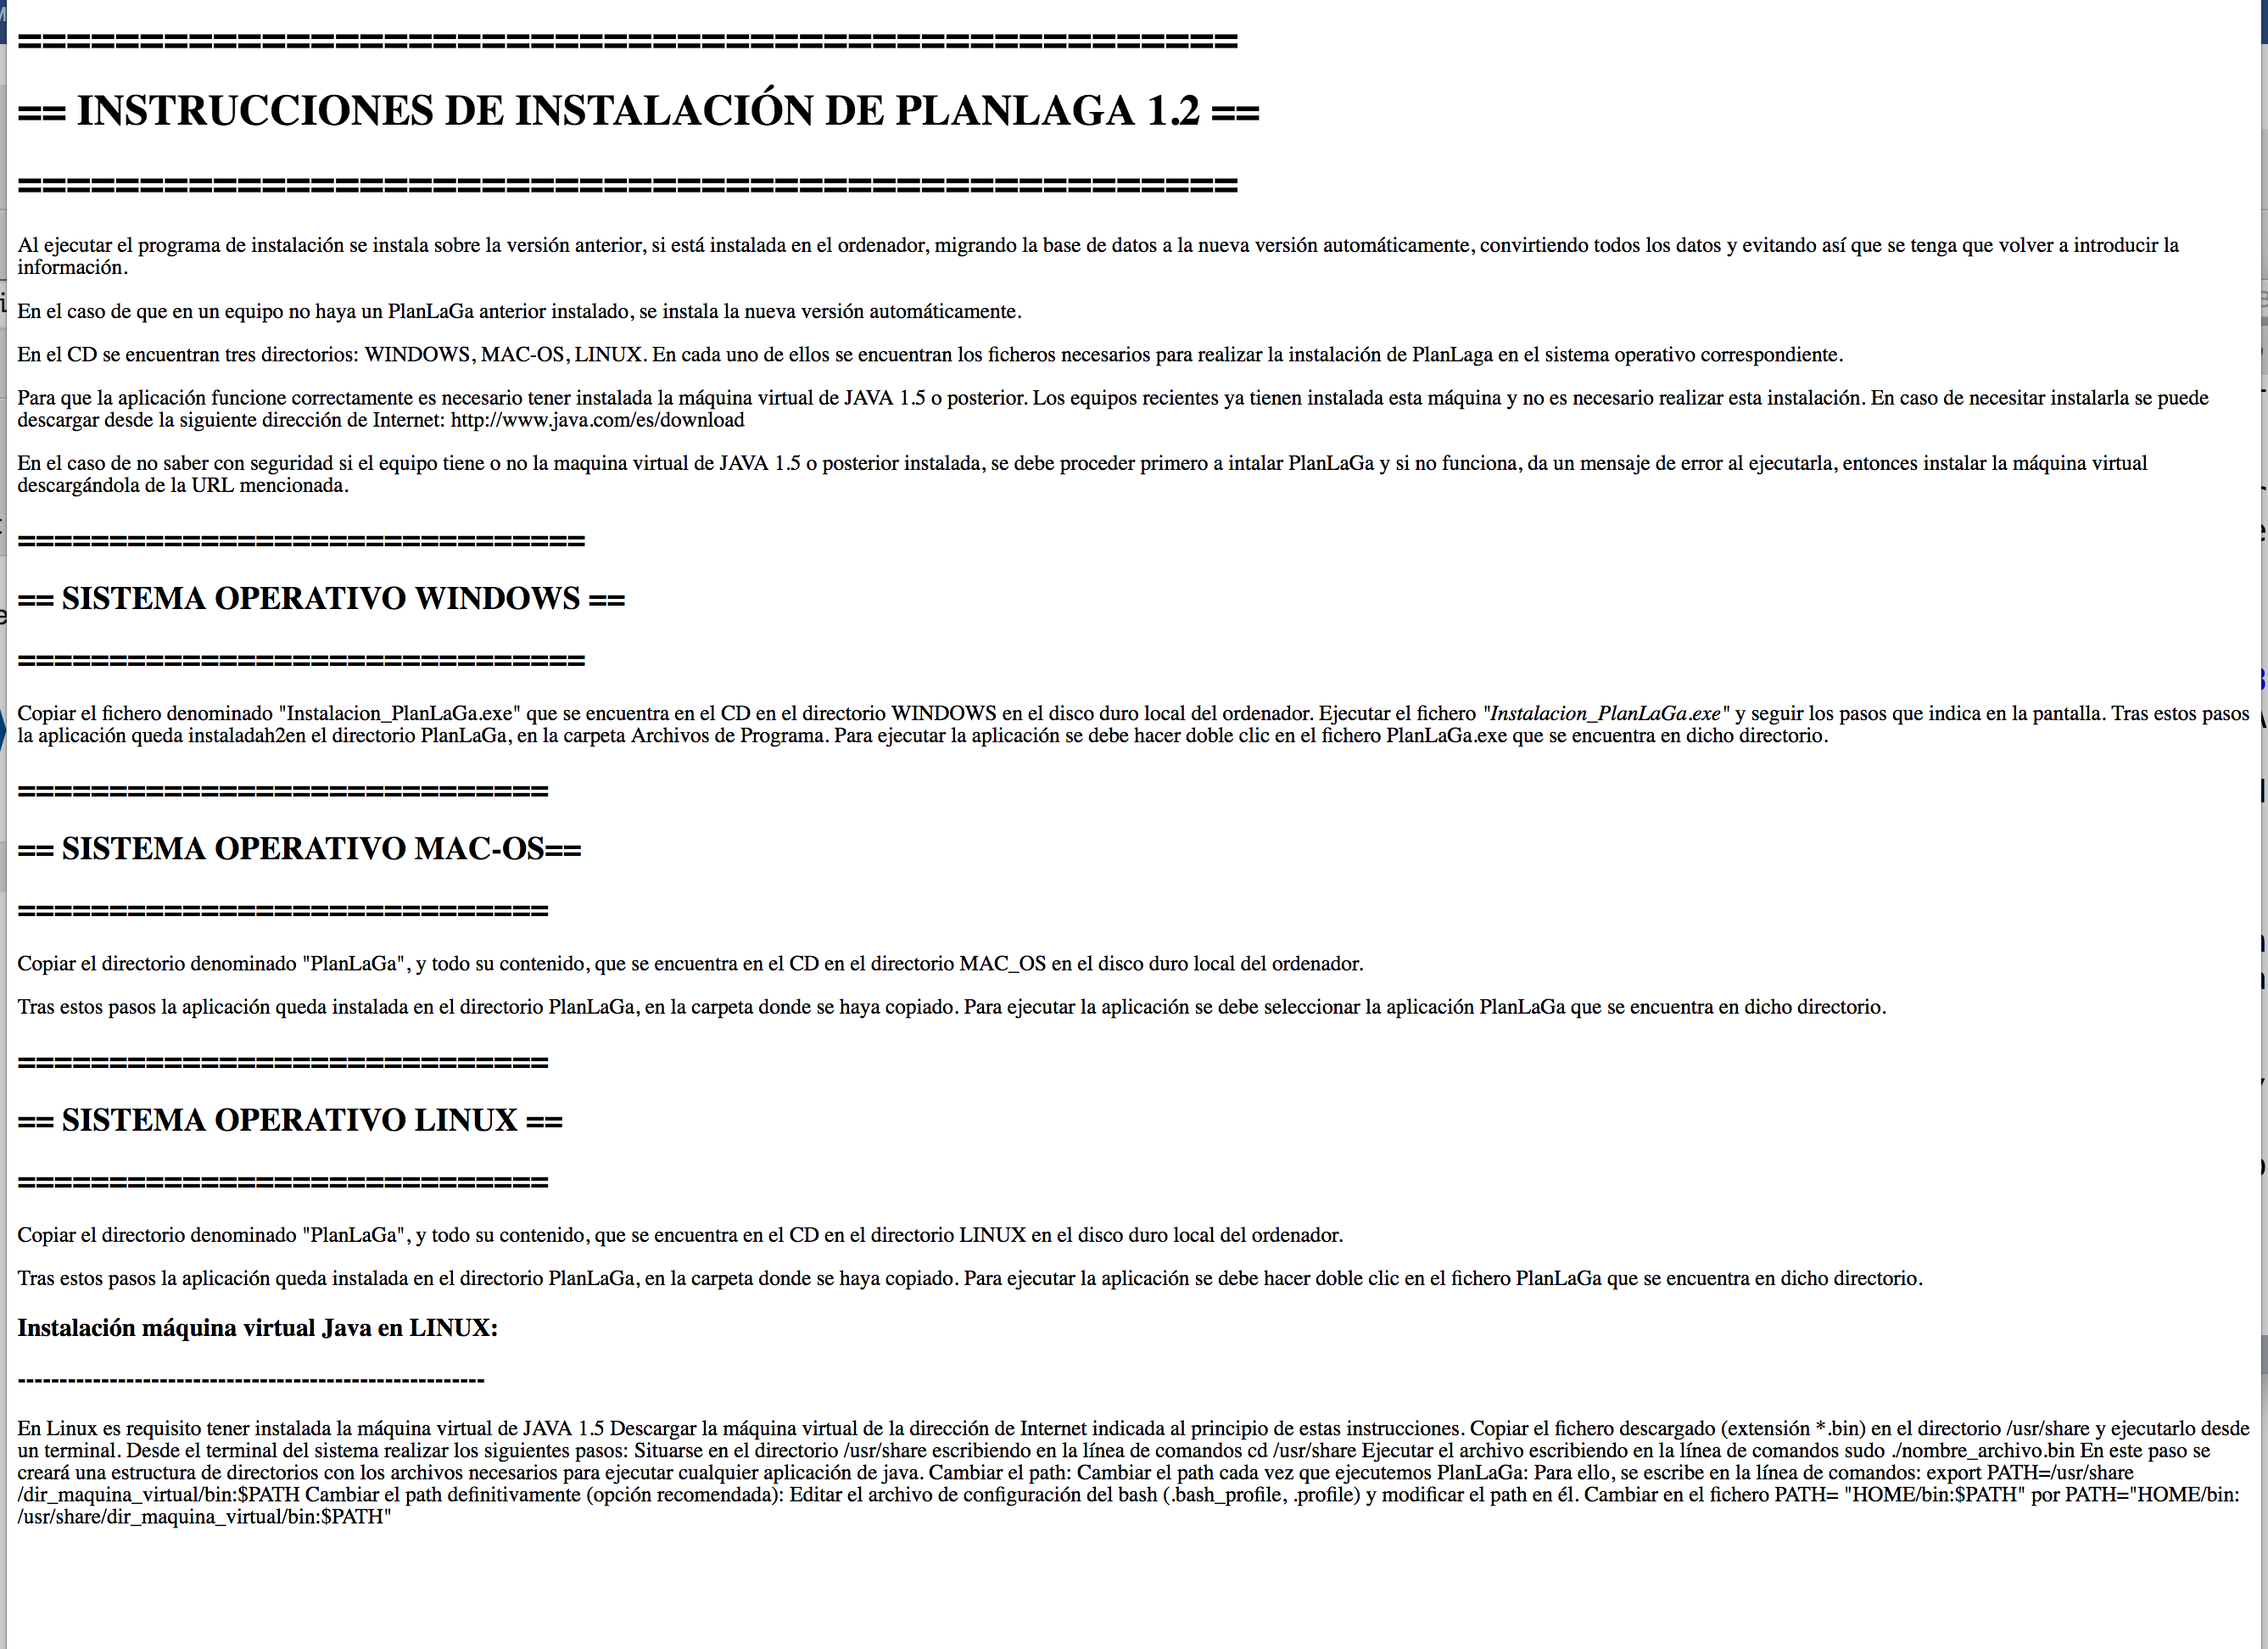 ==================================================
== INSTRUCCIONES DE INSTALACIÓN DE PLANLAGA 1.2 ==
==================================================
Al ejecutar el programa de instalación se instala sobre la versión anterior, si está instalada en el ordenador, migrando la base de datos a la nueva versión automáticamente, convirtiendo todos los datos y evitando así que se tenga que volver a introducir la
información.
En el caso de que en un equipo no haya un PlanLaGa anterior instalado, se instala la nueva versión automáticamente.
En el CD se encuentran tres directorios: WINDOWS, MAC-OS, LINUX. En cada uno de ellos se encuentran los ficheros necesarios para realizar la instalación de PlanLaga en el sistema operativo correspondiente.
Para que la aplicación funcione correctamente es necesario tener instalada la máquina virtual de JAVA 1.5 o posterior. Los equipos recientes ya tienen instalada esta máquina y no es necesario realizar esta instalación. En caso de necesitar instalarla se puede
descargar desde la siguiente dirección de Internet: http://www.java.com/es/download
En el caso de no saber con seguridad si el equipo tiene o no la maquina virtual de JAVA 1.5 o posterior instalada, se debe proceder primero a intalar PlanLaGa y si no funciona, da un mensaje de error al ejecutarla, entonces instalar la máquina virtual
descargándola de la URL mencionada.
===============================
== SISTEMA OPERATIVO WINDOWS ==
===============================
Copiar el fichero denominado "Instalacion_PlanLaGa.exe" que se encuentra en el CD en el directorio WINDOWS en el disco duro local del ordenador. Ejecutar el fichero "Instalacion_PlanLaGa.exe" y seguir los pasos que indica en la pantalla. Tras estos pasos
la aplicación queda instaladah2en el directorio PlanLaGa, en la carpeta Archivos de Programa. Para ejecutar la aplicación se debe hacer doble clic en el fichero PlanLaGa.exe que se encuentra en dicho directorio.
=============================
== SISTEMA OPERATIVO MAC-OS==
=============================
Copiar el directorio denominado "PlanLaGa", y todo su contenido, que se encuentra en el CD en el directorio MAC_OS en el disco duro local del ordenador.
Tras estos pasos la aplicación queda instalada en el directorio PlanLaGa, en la carpeta donde se haya copiado. Para ejecutar la aplicación se debe seleccionar la aplicación PlanLaGa que se encuentra en dicho directorio.
=============================
== SISTEMA OPERATIVO LINUX ==
=============================
Copiar el directorio denominado "PlanLaGa", y todo su contenido, que se encuentra en el CD en el directorio LINUX en el disco duro local del ordenador.
Tras estos pasos la aplicación queda instalada en el directorio PlanLaGa, en la carpeta donde se haya copiado. Para ejecutar la aplicación se debe hacer doble clic en el fichero PlanLaGa que se encuentra en dicho directorio.
Instalación máquina virtual Java en LINUX:
--------------------------------------------------------
En Linux es requisito tener instalada la máquina virtual de JAVA 1.5 Descargar la máquina virtual de la dirección de Internet indicada al principio de estas instrucciones. Copiar el fichero descargado (extensión *.bin) en el directorio /usr/share y ejecutarlo desde
un terminal. Desde el terminal del sistema realizar los siguientes pasos: Situarse en el directorio /usr/share escribiendo en la línea de comandos cd /usr/share Ejecutar el archivo escribiendo en la línea de comandos sudo ./nombre_archivo.bin En este paso se
creará una estructura de directorios con los archivos necesarios para ejecutar cualquier aplicación de java. Cambiar el path: Cambiar el path cada vez que ejecutemos PlanLaGa: Para ello, se escribe en la línea de comandos: export PATH=/usr/share
/dir_maquina_virtual/bin:$PATH Cambiar el path definitivamente (opción recomendada): Editar el archivo de configuración del bash (.bash_profile, .profile) y modificar el path en él. Cambiar en el fichero PATH= "HOME/bin:$PATH" por PATH="HOME/bin:
/usr/share/dir_maquina_virtual/bin:$PATH"